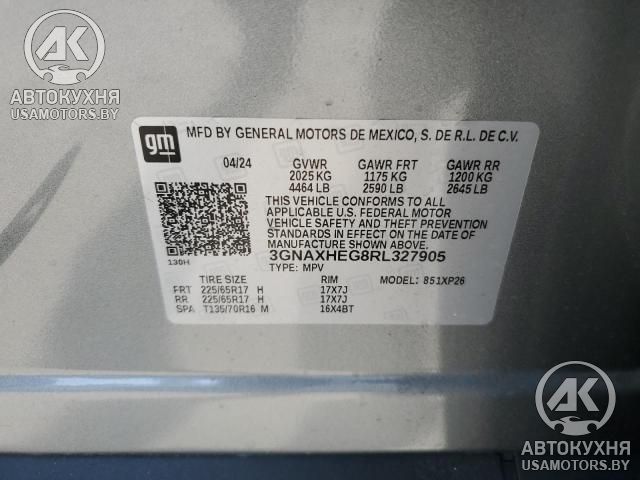 АВТОКУХНЯ
USAMOTORS.BY
АВТОКУХНЯ
USAMOTORS.BY
gm
MFD BY GENERAL MOTORS DE MEXICO, S. DE R.L. DE C.V.
04/24 GVWR GAWR FRT GAWR RR
2025 KG 1175 KG 1200 KG
4464 LB 2590 LB 2645 LB
THIS VEHICLE CONFORMS TO ALL
APPLICABLE U.S. FEDERAL MOTOR
VEHICLE SAFETY AND THEFT PREVENTION
STANDARDS IN EFFECT ON THE DATE OF
MANUFACTURE SHOWN ABOVE.
3GNAXHEG8RL327905
130H
TYPE: MPV
TIRE SIZE RIM MODEL: 851XP26
FRT 225/65R17 H 17X7J
RR 225/65R17 H 17X7J
SPA T135/70R16 M 16X4BT
АК
АВТОКУХНЯ
USAMOTORS.BY